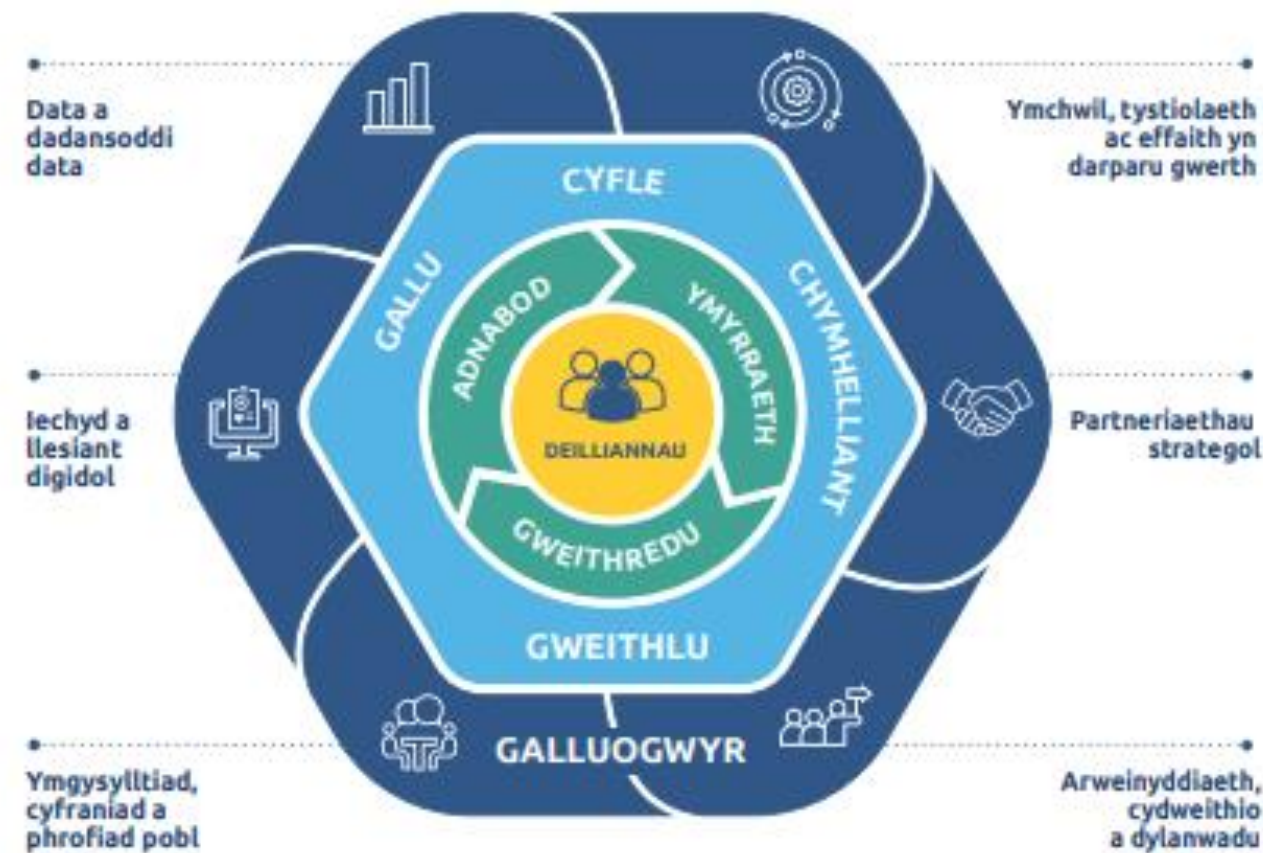 Data a
dadansoddi
data
Ymchwil, tystiolaeth
ac effaith yn
darparu gwerth
CYFLE
GALLU
CHYMHELLIANT
ADNABOD
YMYRRAETH
DEILLIANNAU
GWEITHREDU
Iechyd a
llesiant
digidol
Partneriaethau
strategol
GWEITHLU
GALLUOGWYR
Ymgysylltiad,
cyfraniad a
phrofiad pobl
Arweinyddiaeth,
cydweithio
a dylanwadu